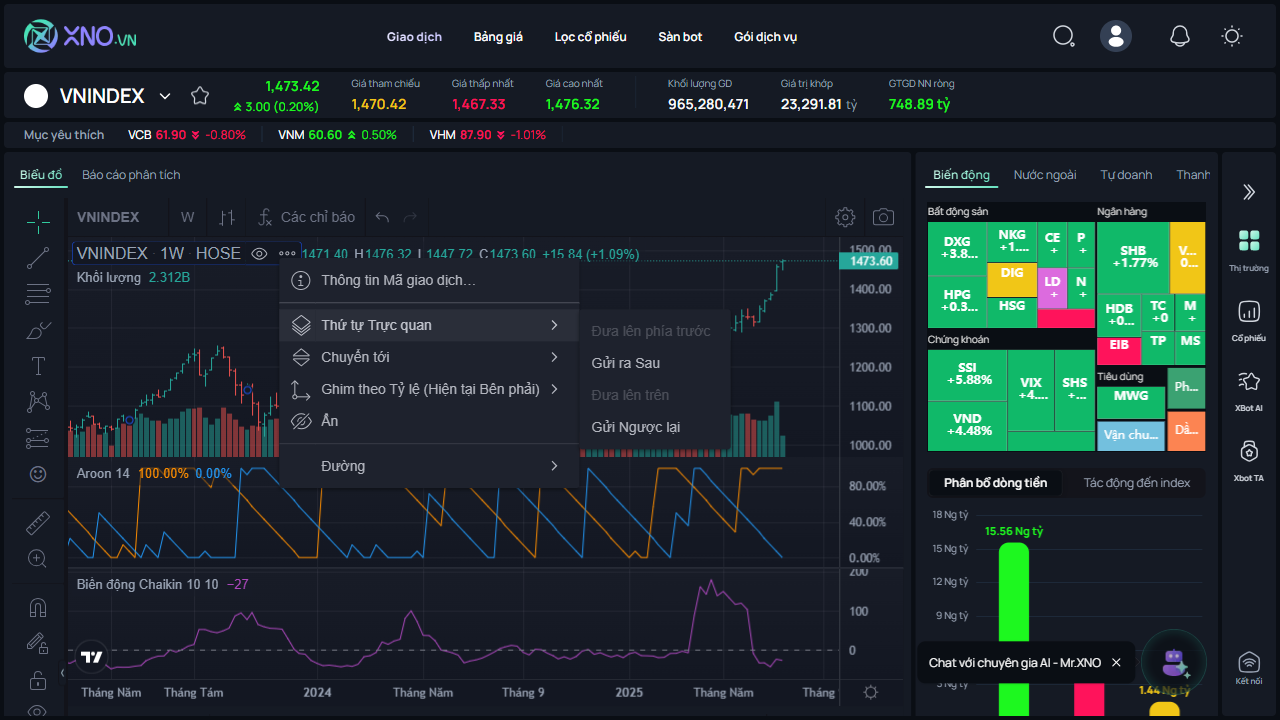 XNO.VN
Giao dịch
Bảng giá
Lọc cổ phiếu
Sàn bot
Gói dịch vụ
VNINDEX
1,473.42
3.00 (0.20%)
Giá tham chiếu
1,470.42
Giá thấp nhất
1,467.33
Giá cao nhất
1,476.32
Khối lượng GD
965,280,471
Giá trị khớp
23,291.81 tỷ
GTGD NN ròng
748.89 tỷ
Mục yêu thích
VCB 61.90 -0.80%
VNM 60.60 0.50%
VHM 87.90 -1.01%
Biểu đồ
Báo cáo phân tích
VNINDEX
W
Các chỉ báo
VNINDEX · 1W · HOSE
1471.40 H1476.32 L1447.72 C1473.60 +15.84 (+1.09%)
Khối lượng 2.312B
Thông tin Mã giao dịch...
Thứ tự Trực quan
Chuyển tới
Ghim theo Tỷ lệ (Hiện tại Bên phải)
Ẩn
Đường
Đưa lên phía trước
Gửi ra Sau
Đưa lên trên
Gửi Ngược lại
1500.00
1473.60
1400.00
1300.00
1200.00
1100.00
1000.00
Aroon 14 100.00% 0.00%
80.00%
40.00%
0.00%
Biên động Chaikin 10 10 −27
200
100
0
Tháng Năm
Tháng Tám
2024
Tháng Năm
Tháng 9
2025
Tháng Năm
Tháng
Biến động
Nước ngoài
Tự doanh
Thanh
Bất động sản
DXG
+3.8...
NKG
+1....
CE
+
P
+
DIG
HPG
+0.3...
HSG
LD
+
N
+
Ngân hàng
SHB
+1.77%
V...
0...
HDB
+0...
TC
+0
M
+
EIB
TP
MS
Chứng khoán
SSI
+5.88%
VND
+4.48%
VIX
+4....
SHS
+...
Tiêu dùng
MWG
Ph...
Vận chu...
Dầ...
Phân bổ dòng tiền
Tác động đến index
18 Ng tỷ
15.56 Ng tỷ
15 Ng tỷ
12 Ng tỷ
9 Ng tỷ
1.44 Ng tỷ
Chat với chuyên gia AI - Mr.XNO
Thị trường
Cổ phiếu
XBot AI
Xbot TA
Kết nối